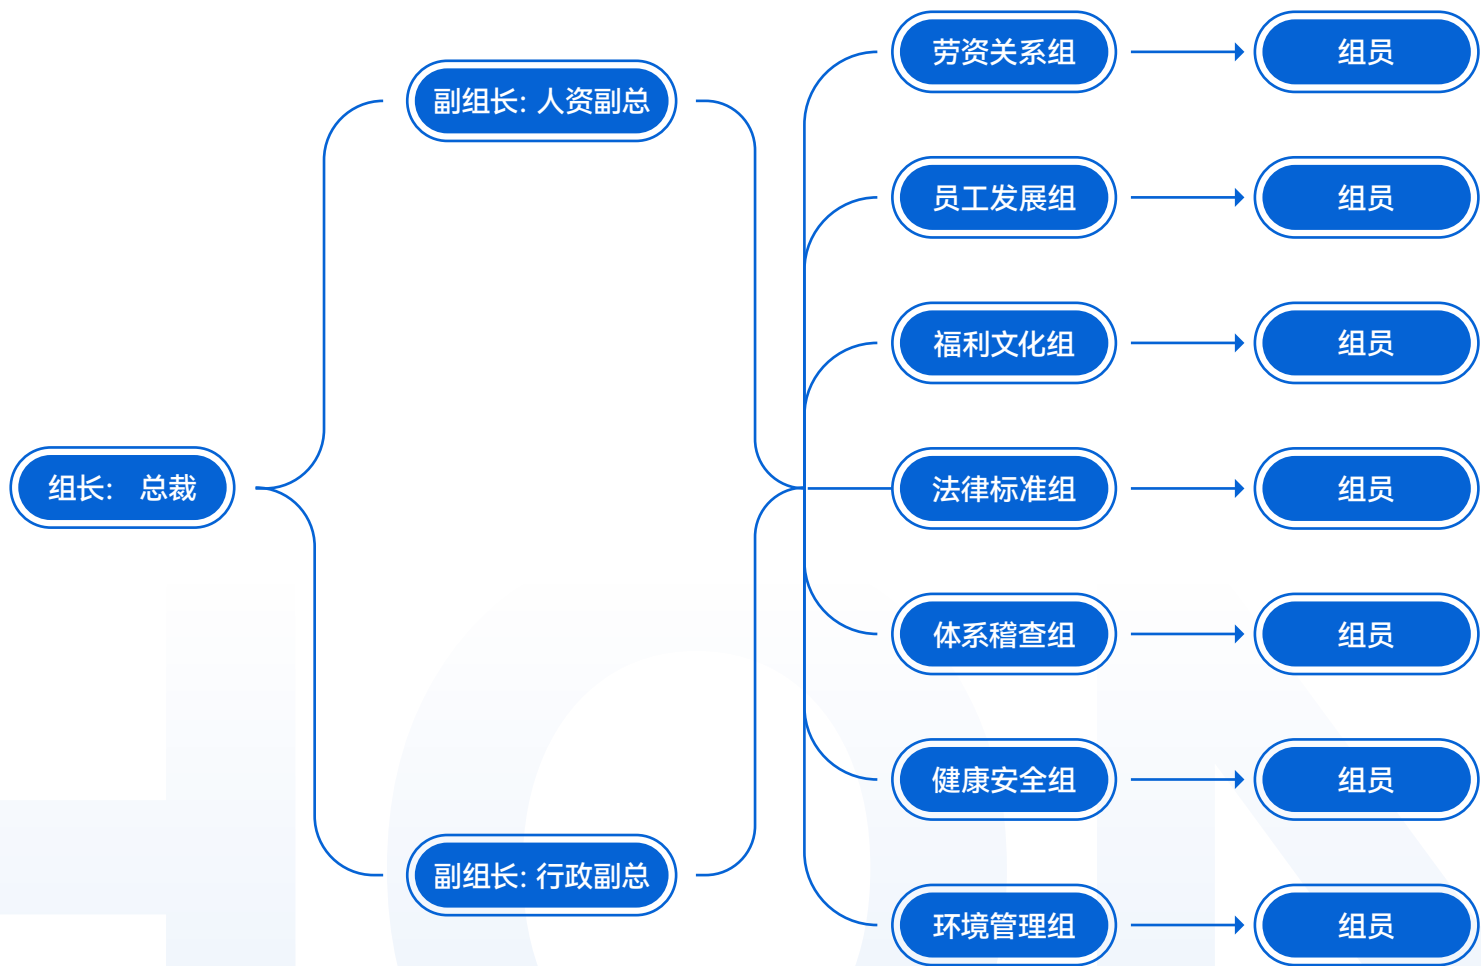 组长: 总裁
副组长: 人资副总
副组长: 行政副总
劳资关系组
组员
员工发展组
组员
福利文化组
组员
法律标准组
组员
体系稽查组
组员
健康安全组
组员
环境管理组
组员